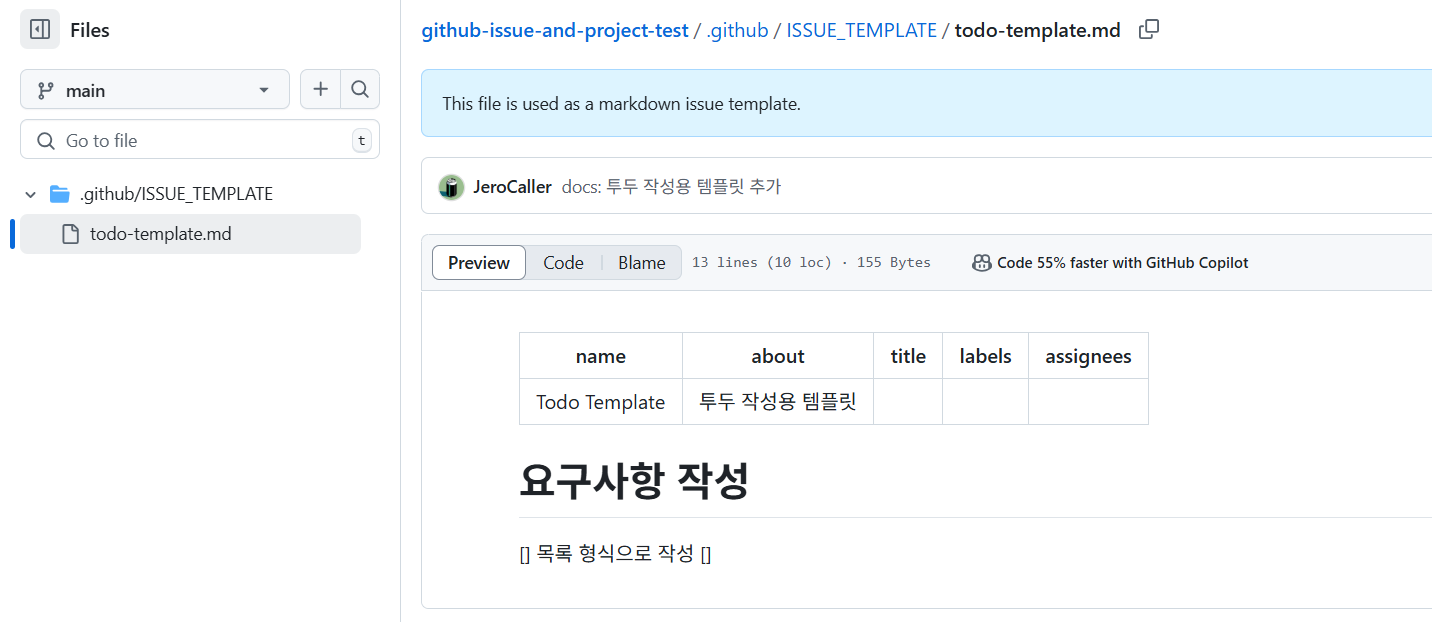 Files
main
Go to file
t
.github/ISSUE_TEMPLATE
todo-template.md
github-issue-and-project-test / .github / ISSUE_TEMPLATE / todo-template.md
This file is used as a markdown issue template.
JeroCaller docs: 투두 작성용 템플릿 추가
Preview Code Blame 13 lines (10 loc) · 155 Bytes Code 55% faster with GitHub Copilot
name about title labels assignees
Todo Template 투두 작성용 템플릿
요구사항 작성
[] 목록 형식으로 작성 []